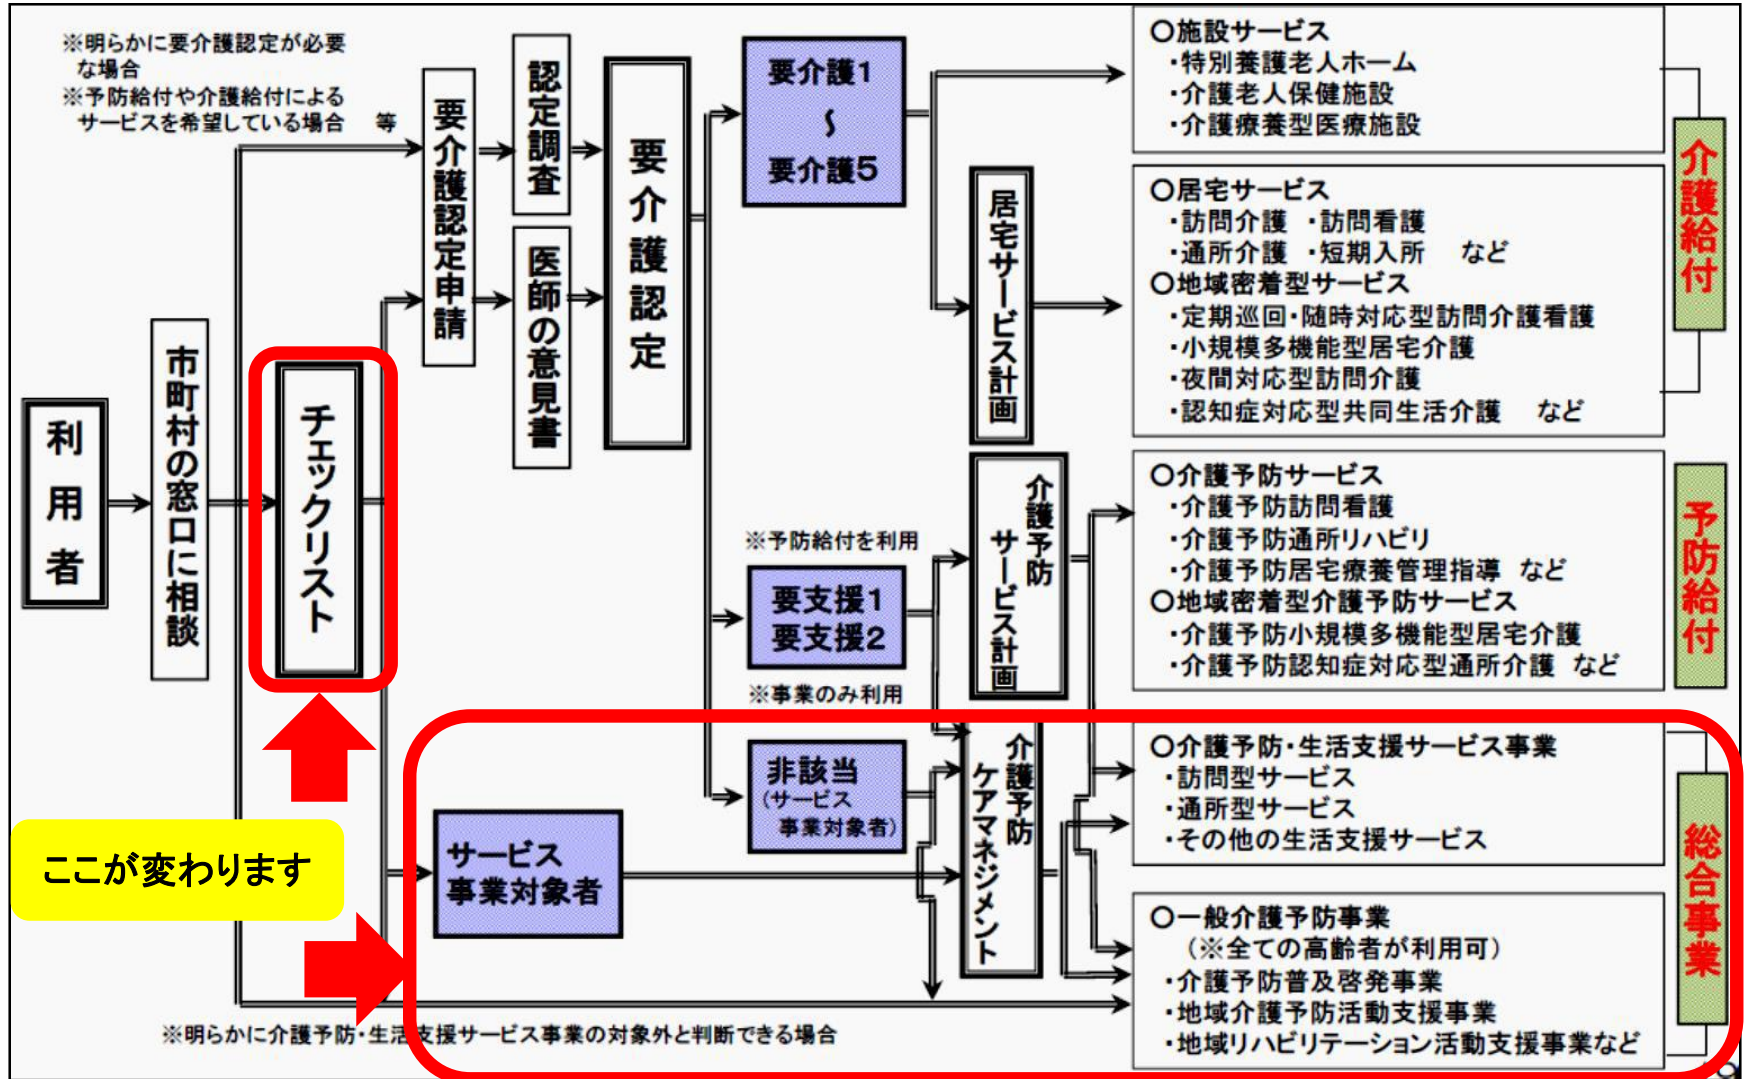 ※明らかに要介護認定が必要
な場合
※予防給付や介護給付による
サービスを希望している場合 等
利用者
市町村の窓口に相談
チェックリスト
要介護認定申請
認定調査
医師の意見書
要介護認定
要介護1
~
要介護5
※予防給付を利用
要支援1
要支援2
※事業のみ利用
非該当
(サービス
事業対象者)
サービス
事業対象者
居宅サービス計画
介護予防
サービス計画
介護予防
ケアマネジメント
〇施設サービス
・特別養護老人ホーム
・介護老人保健施設
・介護療養型医療施設
〇居宅サービス
・訪問介護 ・訪問看護
・通所介護 ・短期入所 など
〇地域密着型サービス
・定期巡回・随時対応型訪問介護看護
・小規模多機能型居宅介護
・夜間対応型訪問介護
・認知症対応型共同生活介護 など
介護給付
〇介護予防サービス
・介護予防訪問看護
・介護予防通所リハビリ
・介護予防居宅療養管理指導 など
〇地域密着型介護予防サービス
・介護予防小規模多機能型居宅介護
・介護予防認知症対応型通所介護 など
予防給付
〇介護予防・生活支援サービス事業
・訪問型サービス
・通所型サービス
・その他の生活支援サービス
〇一般介護予防事業
(※全ての高齢者が利用可)
・介護予防普及啓発事業
・地域介護予防活動支援事業
・地域リハビリテーション活動支援事業など
総合事業
ここが変わります
※明らかに介護予防・生活支援サービス事業の対象外と判断できる場合